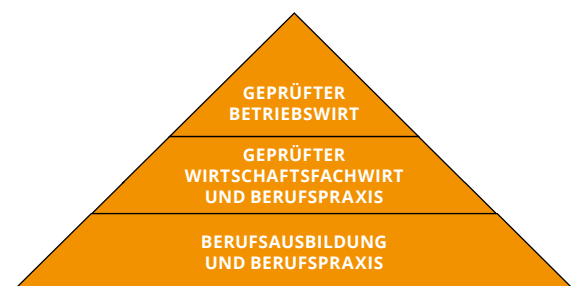 GEPRÜFTER
BETRIEBSWIRT
GEPRÜFTER
WIRTSCHAFTSFACHWIRT
UND BERUFSPRAXIS
BERUFSAUSBILDUNG
UND BERUFSPRAXIS